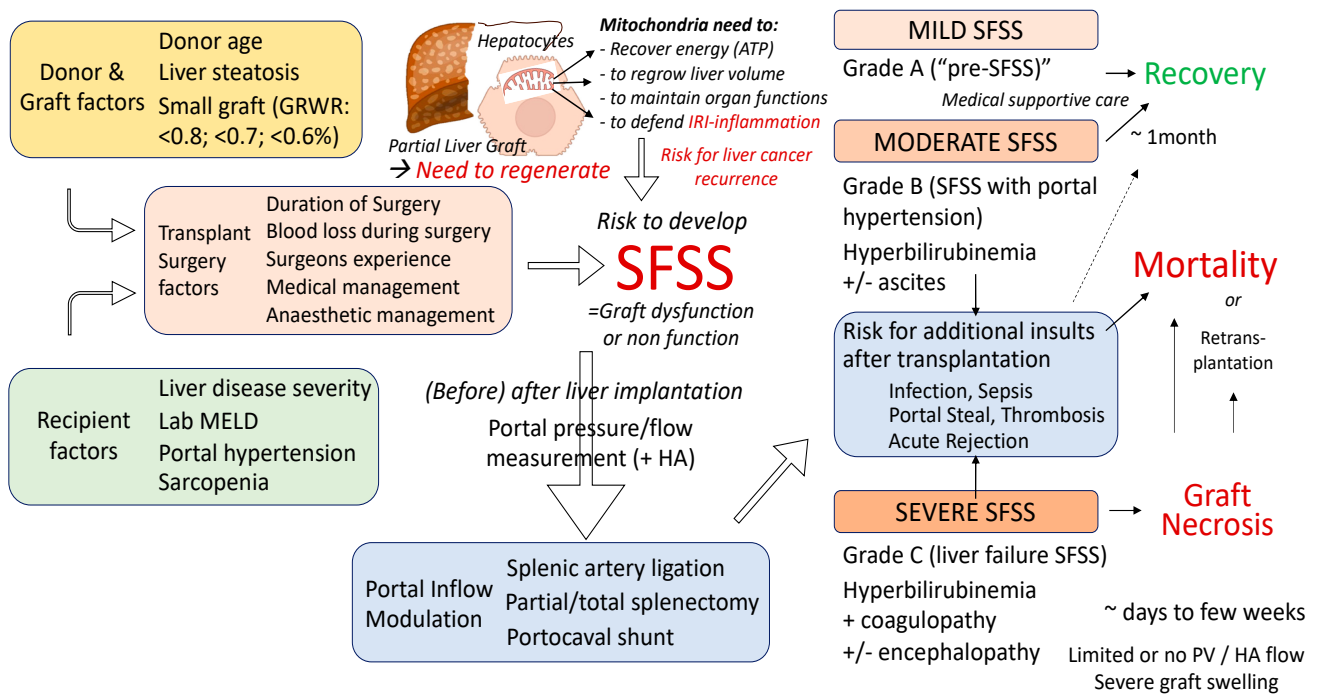 Donor &
Graft factors
Donor age
Liver steatosis
Small graft (GRWR:
<0.8; <0.7; <0.6%)
Transplant
Surgery
factors
Duration of Surgery
Blood loss during surgery
Surgeons experience
Medical management
Anaesthetic management
Recipient
factors
Liver disease severity
Lab MELD
Portal hypertension
Sarcopenia
Hepatocytes
Partial Liver Graft
→ Need to regenerate
Mitochondria need to:
- Recover energy (ATP)
- to regrow liver volume
- to maintain organ functions
- to defend IRI-inflammation
Risk for liver cancer
recurrence
Risk to develop
SFSS
=Graft dysfunction
or non function
(Before) after liver implantation
Portal pressure/flow
measurement (+ HA)
Portal Inflow
Modulation
Splenic artery ligation
Partial/total splenectomy
Portocaval shunt
MILD SFSS
Grade A (“pre-SFSS)”
Medical supportive care
Recovery
~ 1month
MODERATE SFSS
Grade B (SFSS with portal
hypertension)
Hyperbilirubinemia
+/- ascites
Risk for additional insults
after transplantation
Infection, Sepsis
Portal Steal, Thrombosis
Acute Rejection
Mortality
or
Retrans-
plantation
SEVERE SFSS
Grade C (liver failure SFSS)
Hyperbilirubinemia
+ coagulopathy
+/- encephalopathy
Graft
Necrosis
~ days to few weeks
Limited or no PV / HA flow
Severe graft swelling